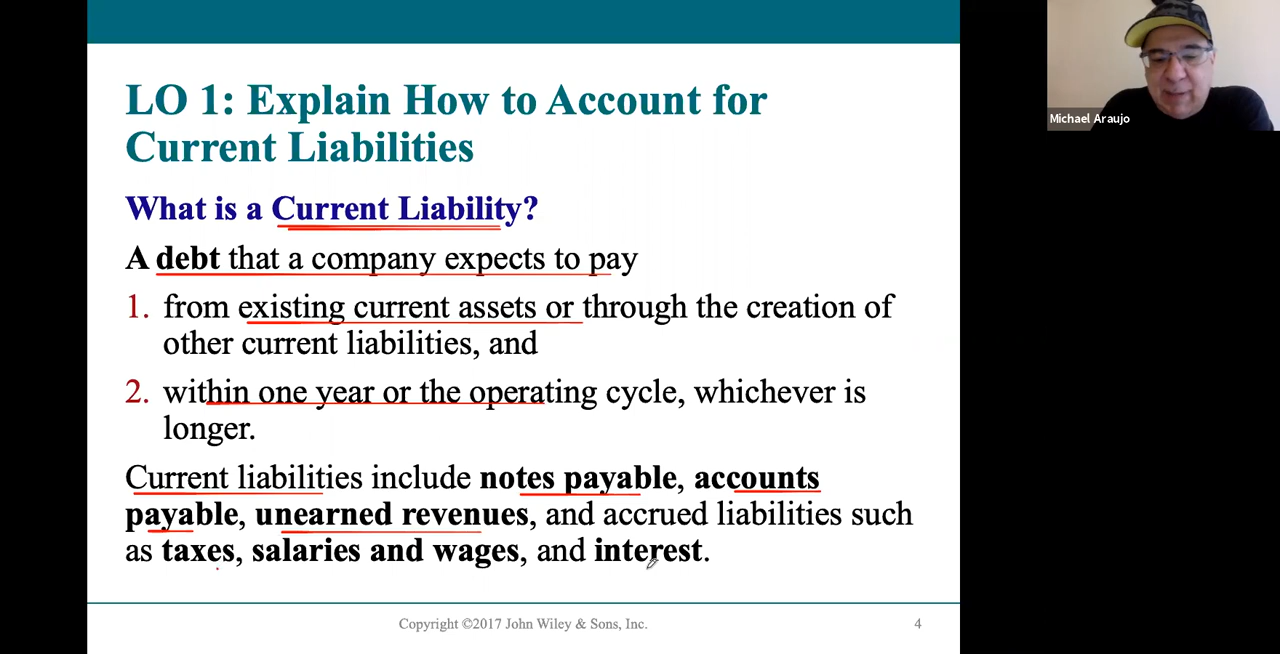 LO 1: Explain How to Account for
Current Liabilities
What is a Current Liability?
A debt that a company expects to pay
1. from existing current assets or through the creation of
other current liabilities, and
2. within one year or the operating cycle, whichever is
longer.
Current liabilities include notes payable, accounts
payable, unearned revenues, and accrued liabilities such
as taxes, salaries and wages, and interest.
Copyright ©2017 John Wiley & Sons, Inc.
4
Michael Araujo